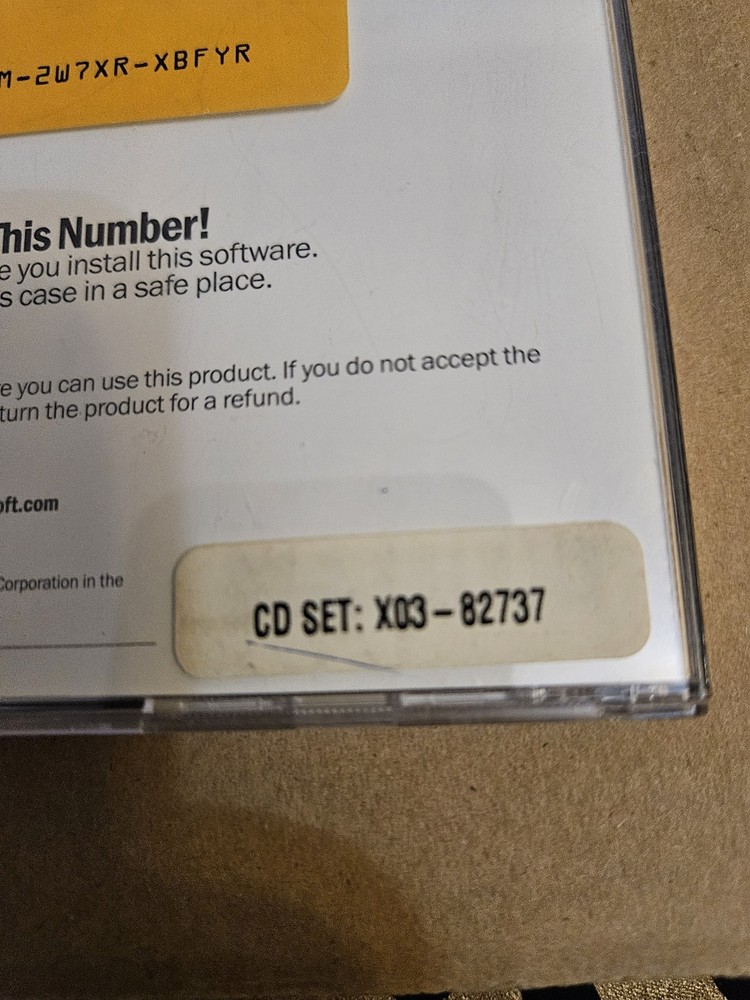 M-2W7XR-XBFYR
This Number!
e you install this software.
s case in a safe place.
e you can use this product. If you do not accept the
turn the product for a refund.
oft.com
Corporation in the
CD SET: X03-82737